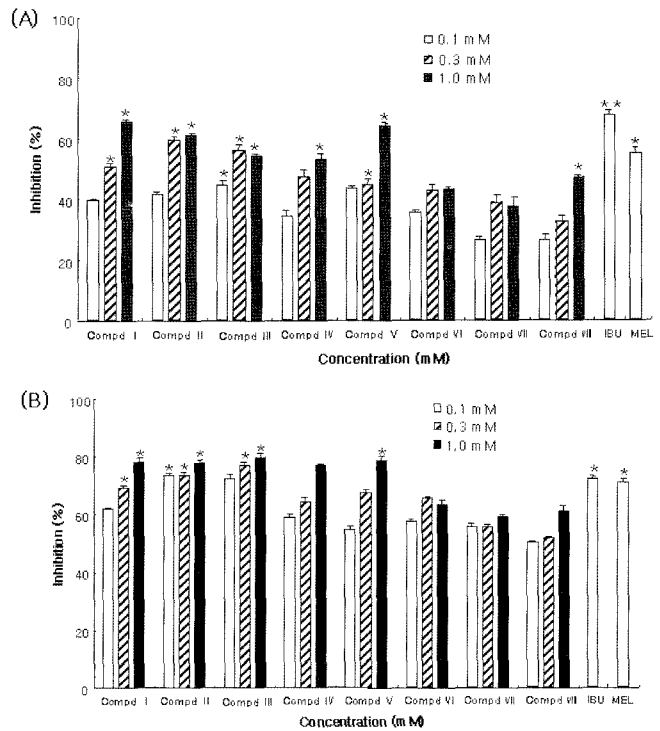 (A)
100
80
60
40
20
0
Inhibition (%)
0.1 mM
0.3 mM
1.0 mM
* * * * * * * * * * * * *
Compd I Compd II Compd III Compd IV Compd V Compd VI Compd VII Compd VIII IBU MEL
Concentration (mM)
(B)
100
80
60
40
20
0
Inhibition (%)
0.1 mM
0.3 mM
1.0 mM
* * * * * * * * * * *
Compd I Compd II Compd III Compd IV Compd V Compd VI Compd VII Compd VIII IBU MEL
Concentration (mM)